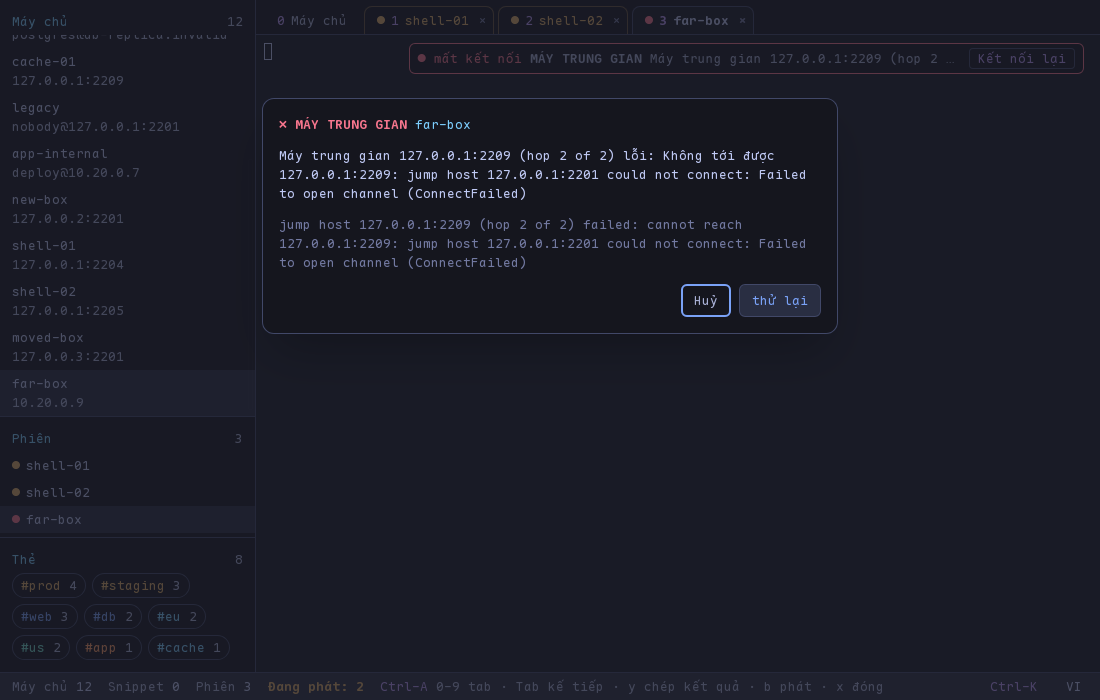 Máy chủ 12
cache-01
127.0.0.1:2209
legacy
nobody@127.0.0.1:2201
app-internal
deploy@10.20.0.7
new-box
127.0.0.2:2201
shell-01
127.0.0.1:2204
shell-02
127.0.0.1:2205
moved-box
127.0.0.3:2201
far-box
10.20.0.9
Phiên 3
shell-01
shell-02
far-box
Thẻ 8
#prod 4 #staging 3
#web 3 #db 2 #eu 2
#us 2 #app 1 #cache 1
0 Máy chủ 1 shell-01 × 2 shell-02 × 3 far-box ×
mất kết nối MÁY TRUNG GIAN Máy trung gian 127.0.0.1:2209 (hop 2 … Kết nối lại
× MÁY TRUNG GIAN far-box
Máy trung gian 127.0.0.1:2209 (hop 2 of 2) lỗi: Không tới được
127.0.0.1:2209: jump host 127.0.0.1:2201 could not connect: Failed
to open channel (ConnectFailed)
jump host 127.0.0.1:2209 (hop 2 of 2) failed: cannot reach
127.0.0.1:2209: jump host 127.0.0.1:2201 could not connect: Failed
to open channel (ConnectFailed)
Huỷ thử lại
Máy chủ 12 Snippet 0 Phiên 3 Đang phát: 2 Ctrl-A 0-9 tab · Tab kế tiếp · y chép kết quả · b phát · x đóng Ctrl-K VI